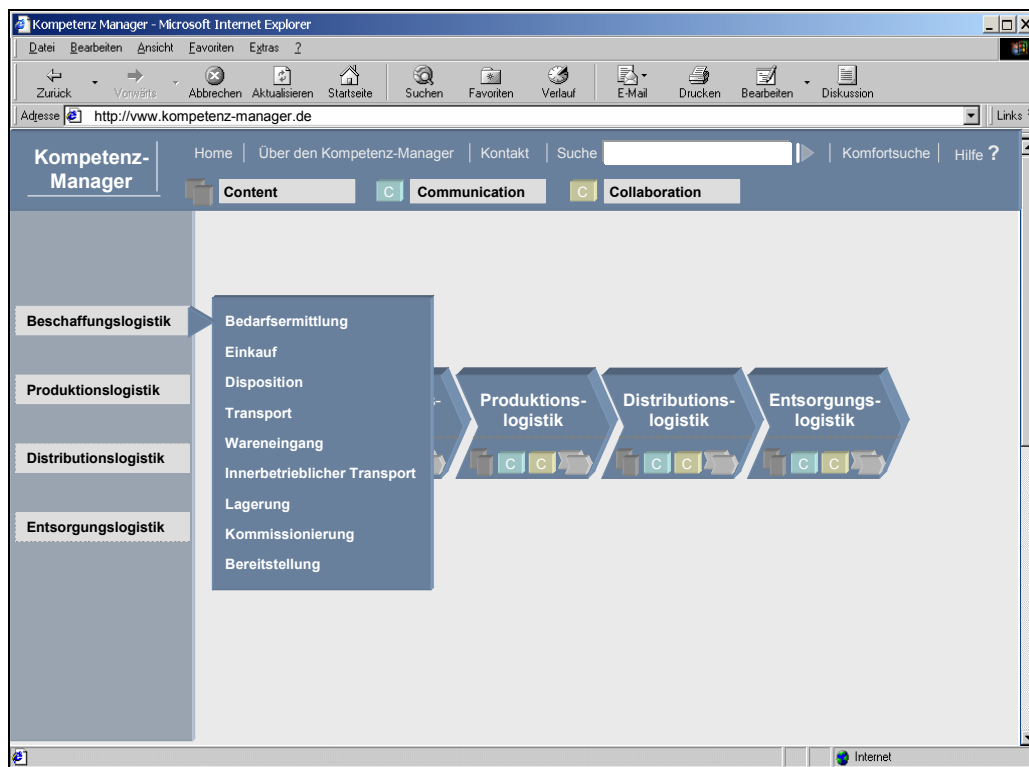 Kompetenz Manager - Microsoft Internet Explorer
Datei Bearbeiten Ansicht Favoriten Extras ?
Zurück Vorwärts Abbrechen Aktualisieren Startseite Suchen Favoriten Verlauf E-Mail Drucken Bearbeiten Diskussion
Adresse http://vww.kompetenz-manager.de Links
Kompetenz-
Manager
Home Über den Kompetenz-Manager Kontakt Suche Komfortsuche Hilfe ?
Content C Communication C Collaboration
Beschaffungslogistik
Produktionslogistik
Distributionslogistik
Entsorgungslogistik
Bedarfsermittlung
Einkauf
Disposition
Transport
Wareneingang
Innerbetrieblicher Transport
Lagerung
Kommissionierung
Bereitstellung
Produktions-
logistik
C C
Distributions-
logistik
C C
Entsorgungs-
logistik
C C
Internet